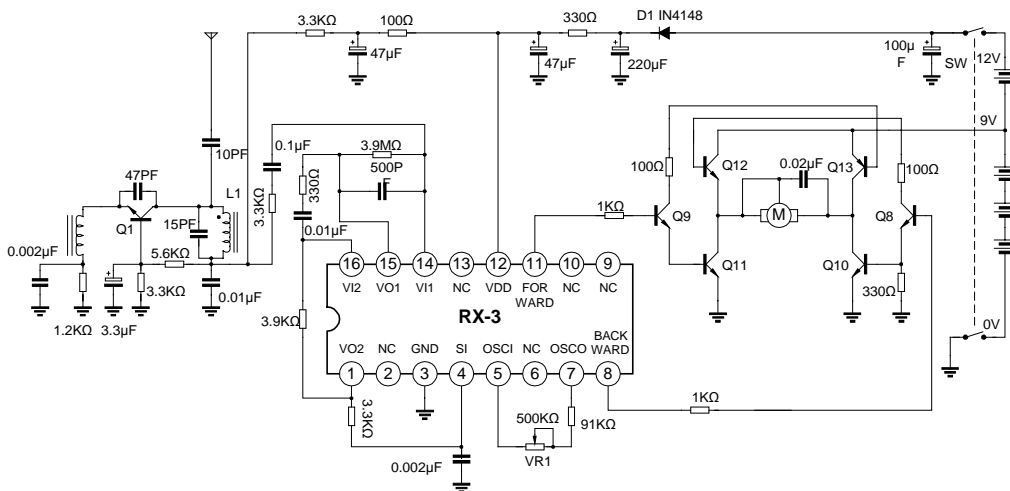 3.3KΩ
100Ω
330Ω
D1 IN4148
47μF
47μF
220μF
100μ
F
SW
12V
9V
10PF
0.1μF
3.9MΩ
500P
F
330Ω
3.3KΩ
0.01μF
47PF
L1
15PF
Q1
5.6KΩ
0.002μF
3.3KΩ
0.01μF
1.2KΩ
3.3μF
3.9KΩ
100Ω
Q12
0.02μF
Q13
100Ω
1KΩ
Q9
M
Q8
Q11
Q10
330Ω
0V
16
15
14
13
12
11
10
9
VI2
VO1
VI1
NC
VDD
FOR
WARD
NC
NC
RX-3
VO2
NC
GND
SI
OSCI
NC
OSCO
BACK
WARD
1
2
3
4
5
6
7
8
3.3KΩ
500KΩ
91KΩ
VR1
1KΩ
0.002μF